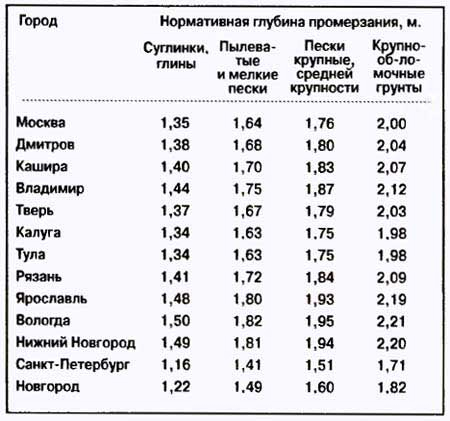 Город Нормативная глубина промерзания, м.
Суглинки, Пылева- Пески Крупно-
глины тые крупные, об-ло-
и мелкие средней мочные
пески крупности грунты
Москва 1,35 1,64 1,76 2,00
Дмитров 1,38 1,68 1,80 2,04
Кашира 1,40 1,70 1,83 2,07
Владимир 1,44 1,75 1,87 2,12
Тверь 1,37 1,67 1,79 2,03
Калуга 1,34 1,63 1,75 1,98
Тула 1,34 1,63 1,75 1,98
Рязань 1,41 1,72 1,84 2,09
Ярославль 1,48 1,80 1,93 2,19
Вологда 1,50 1,82 1,95 2,21
Нижний Новгород 1,49 1,81 1,94 2,20
Санкт-Петербург 1,16 1,41 1,51 1,71
Новгород 1,22 1,49 1,60 1,82